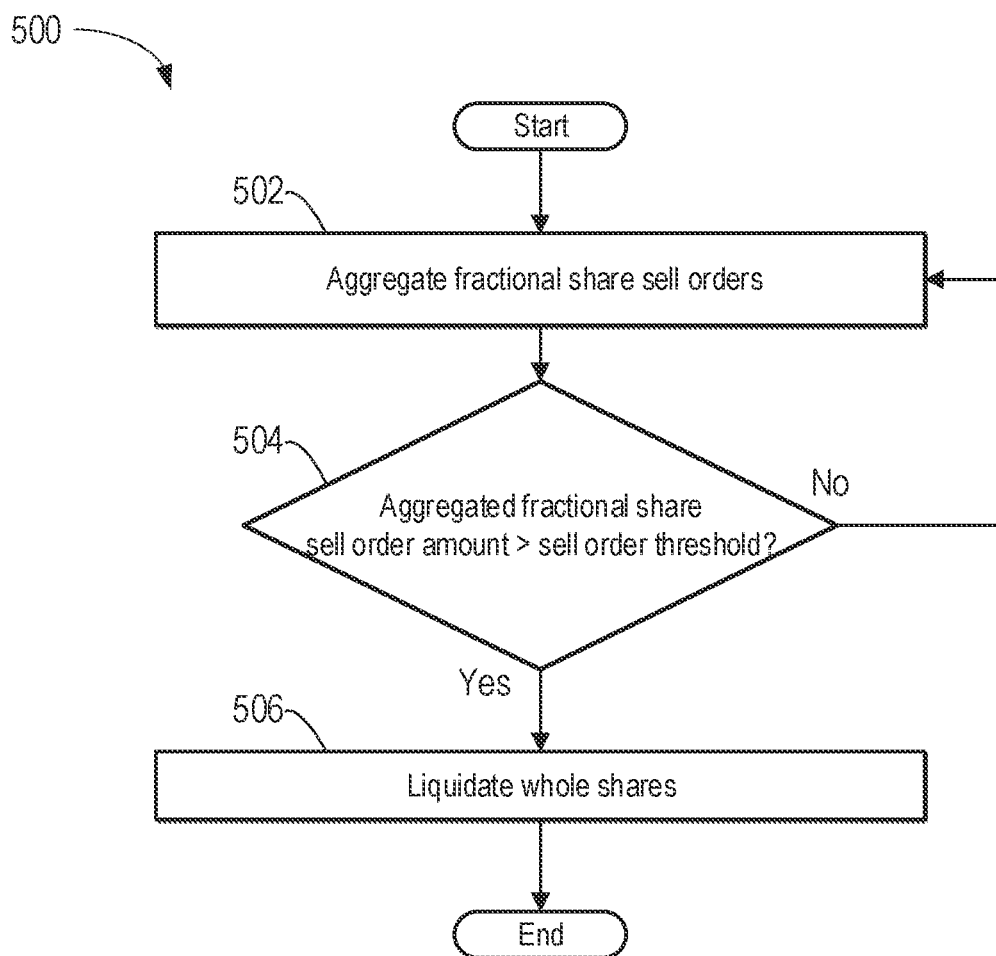 500
Start
502
Aggregate fractional share sell orders
504
Aggregated fractional share
sell order amount > sell order threshold?
No
Yes
506
Liquidate whole shares
End